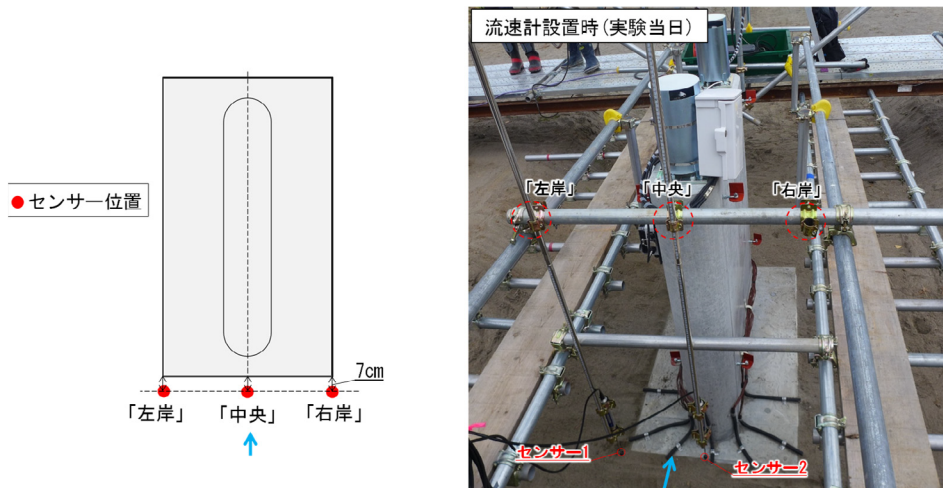 ● センサー位置
7cm
「左岸」 「中央」 「右岸」
流速計設置時(実験当日)
「左岸」 「中央」 「右岸」
センサー1
センサー2